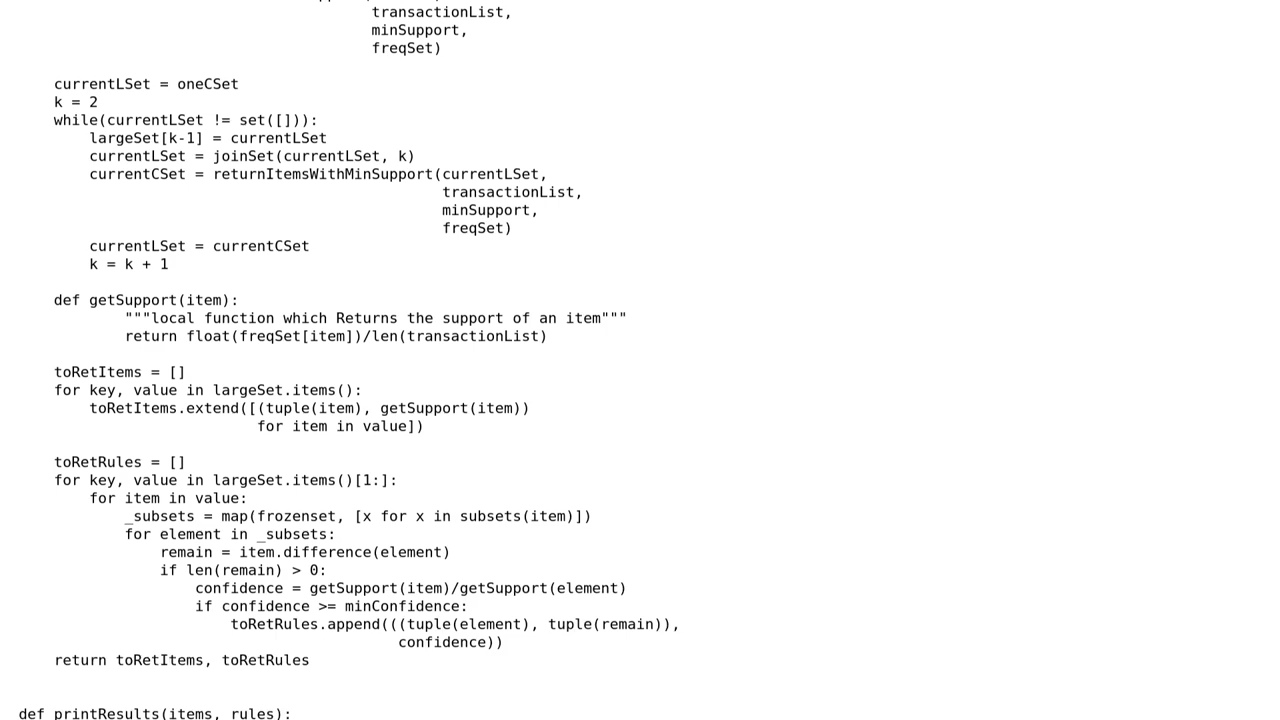 transactionList,
minSupport,
freqSet)
currentLSet = oneCSet
k = 2
while(currentLSet != set([])):
largeSet[k-1] = currentLSet
currentLSet = joinSet(currentLSet, k)
currentCSet = returnItemsWithMinSupport(currentLSet,
transactionList,
minSupport,
freqSet)
currentLSet = currentCSet
k = k + 1
def getSupport(item):
"""local function which Returns the support of an item"""
return float(freqSet[item])/len(transactionList)
toRetItems = []
for key, value in largeSet.items():
toRetItems.extend([(tuple(item), getSupport(item))
for item in value])
toRetRules = []
for key, value in largeSet.items()[1:]:
for item in value:
_subsets = map(frozenset, [x for x in subsets(item)])
for element in _subsets:
remain = item.difference(element)
if len(remain) > 0:
confidence = getSupport(item)/getSupport(element)
if confidence >= minConfidence:
toRetRules.append(((tuple(element), tuple(remain)),
confidence))
return toRetItems, toRetRules
def printResults(items, rules):